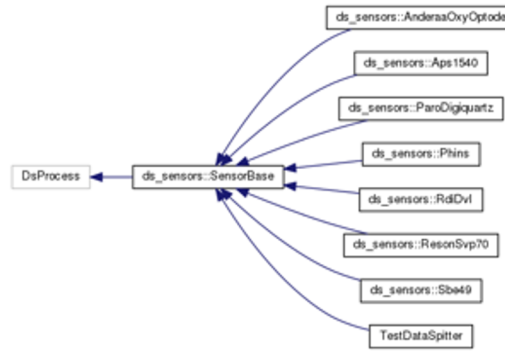 ds_sensors::AnderaaOxyOptode
ds_sensors::Aps1540
ds_sensors::ParoDigiquartz
ds_sensors::Phins
DsProcess
ds_sensors::SensorBase
ds_sensors::RdiDvl
ds_sensors::ResonSvp70
ds_sensors::Sbe49
TestDataSpitter